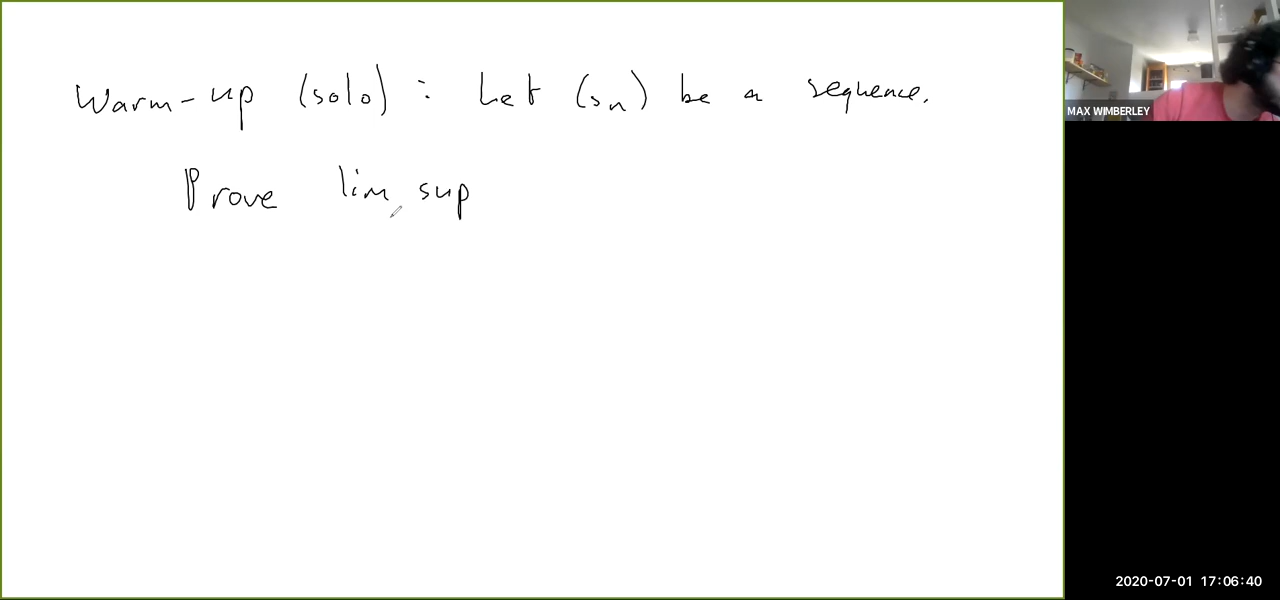 Warm-up (solo): Let (sn) be a sequence.
Prove lim sup
MAX WIMBERLEY
2020-07-01 17:06:40